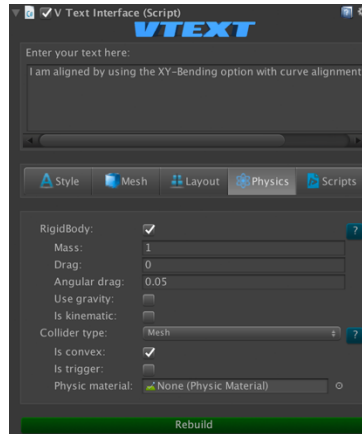 V Text Interface (Script)
VTEXT
Enter your text here:
I am aligned by using the XY-Bending option with curve alignment
Style Mesh Layout Physics Scripts
RigidBody: ?
Mass: 1
Drag: 0
Angular drag: 0.05
Use gravity:
Is kinematic:
Collider type: Mesh ?
Is convex:
Is trigger:
Physic material: None (Physic Material)
Rebuild